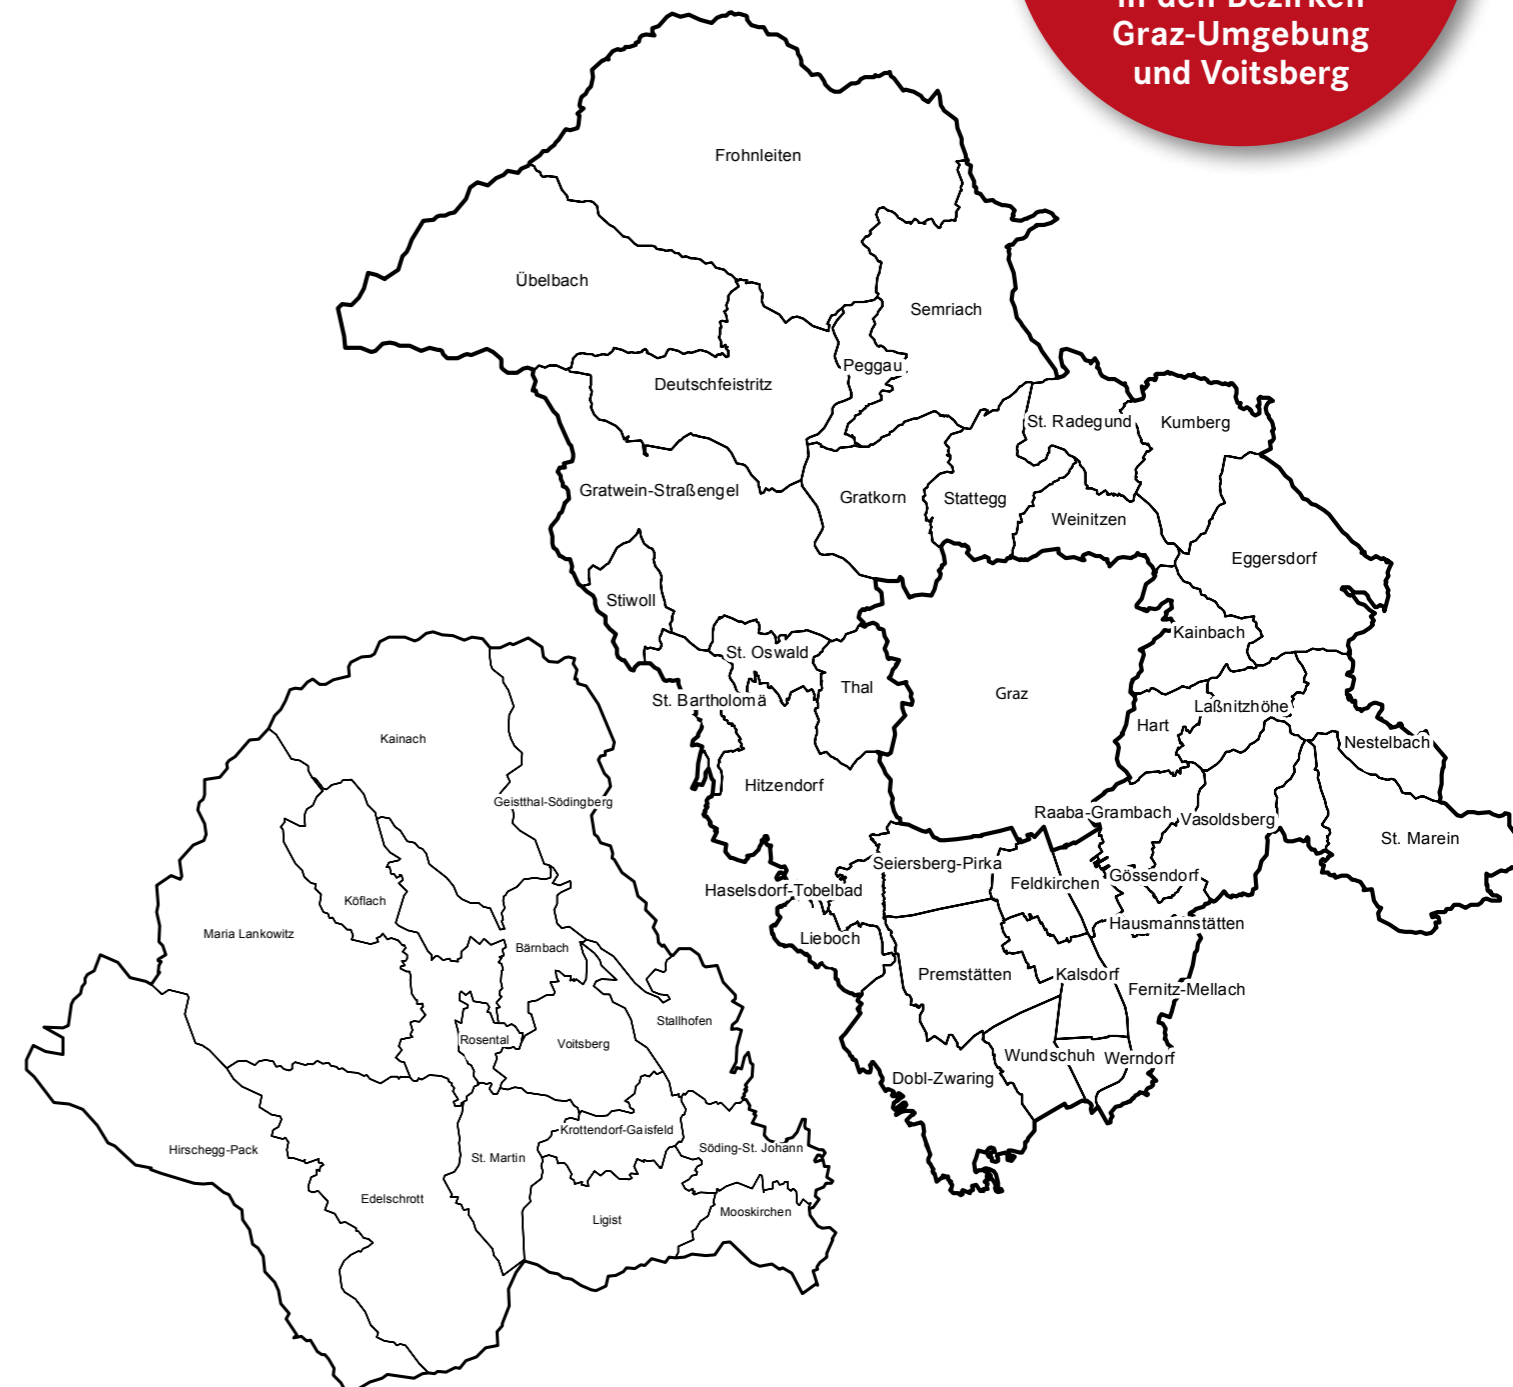 in den Bezirken
Graz-Umgebung
und Voitsberg
Frohnleiten
Übelbach
Semriach
Peggau
Deutschfeistritz
St. Radegund
Kumberg
Gratwein-Straßengel
Gratkorn
Stattegg
Weinitzen
Eggersdorf
Stiwoll
Kainbach
St. Oswald
Thal
Graz
St. Bartholomä
Laßnitzhöhe
Hart
Nestelbach
Kainach
Hitzendorf
Geistthal-Södingberg
Raaba-Grambach
Vasoldsberg
St. Marein
Seiersberg-Pirka
Feldkirchen
Gössendorf
Haselsdorf-Tobelbad
Köflach
Hausmannstätten
Maria Lankowitz
Lieboch
Bärnbach
Premstätten
Kalsdorf
Fernitz-Mellach
Stallhofen
Rosental
Voitsberg
Wundschuh
Werndorf
Dobl-Zwaring
Krottendorf-Gaisfeld
Hirschegg-Pack
St. Martin
Söding-St. Johann
Edelschrott
Ligist
Mooskirchen